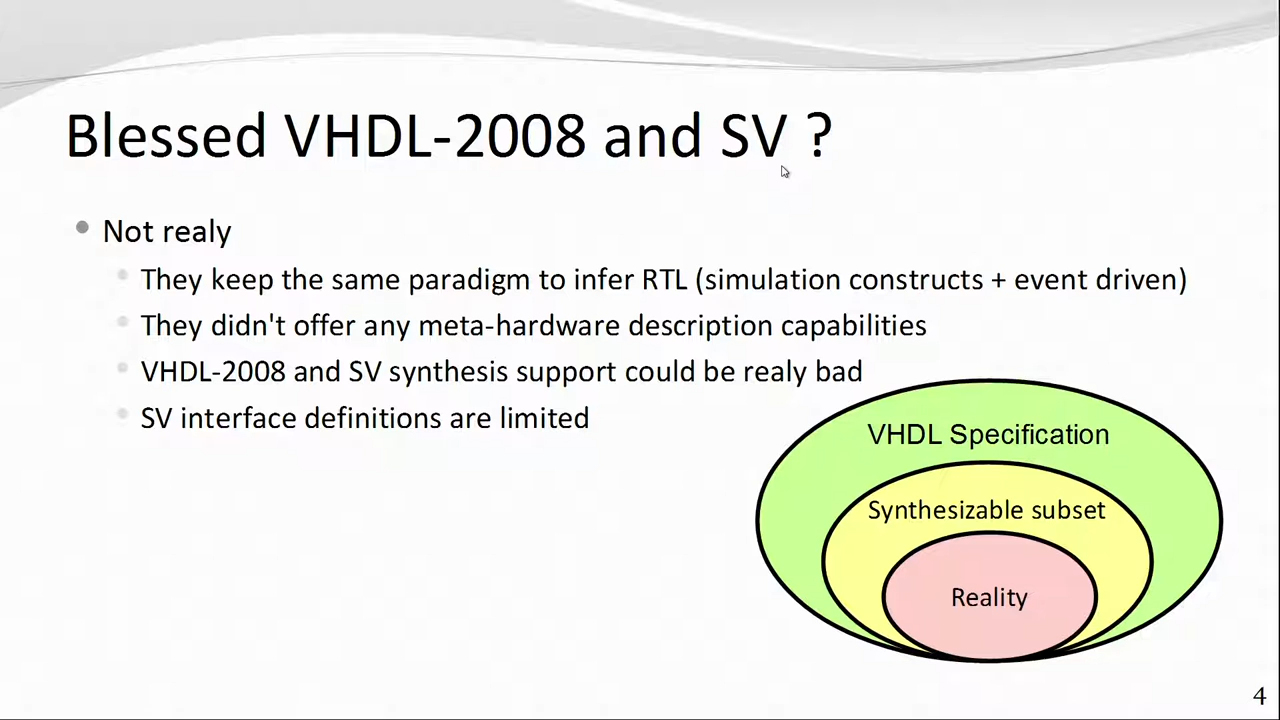 Blessed VHDL-2008 and SV ?
Not realy
They keep the same paradigm to infer RTL (simulation constructs + event driven)
They didn't offer any meta-hardware description capabilities
VHDL-2008 and SV synthesis support could be realy bad
SV interface definitions are limited
VHDL Specification
Synthesizable subset
Reality
4